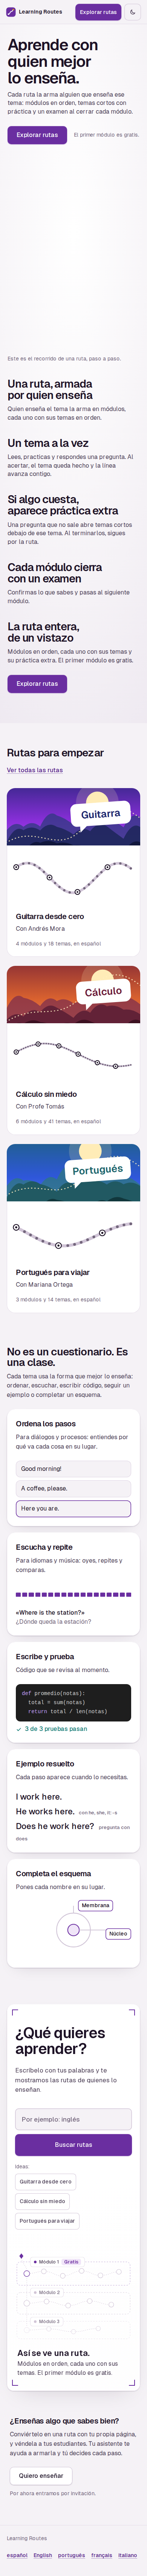 Learning Routes
Explorar rutas
Aprende con
quien mejor
lo enseña.
Cada ruta la arma alguien que enseña ese
tema: módulos en orden, temas cortos con
práctica y un examen al cerrar cada módulo.
Explorar rutas
El primer módulo es gratis.
Este es el recorrido de una ruta, paso a paso.
Una ruta, armada
por quien enseña
Quien enseña el tema la arma en módulos,
cada uno con sus temas en orden.
Un tema a la vez
Lees, practicas y respondes una pregunta. Al
acertar, el tema queda hecho y la línea
avanza contigo.
Si algo cuesta,
aparece práctica extra
Una pregunta que no sale abre temas cortos
debajo de ese tema. Al terminarlos, sigues
por la ruta.
Cada módulo cierra
con un examen
Confirmas lo que sabes y pasas al siguiente
módulo.
La ruta entera,
de un vistazo
Módulos en orden, cada uno con sus temas y
su práctica extra. El primer módulo es gratis.
Explorar rutas
Rutas para empezar
Ver todas las rutas
Guitarra
Guitarra desde cero
Con Andrés Mora
4 módulos y 18 temas, en español
Cálculo
Cálculo sin miedo
Con Profe Tomás
6 módulos y 41 temas, en español
Portugués
Portugués para viajar
Con Mariana Ortega
3 módulos y 14 temas, en español
No es un cuestionario. Es
una clase.
Cada tema usa la forma que mejor lo enseña:
ordenar, escuchar, escribir código, seguir un
ejemplo o completar un esquema.
Ordena los pasos
Para diálogos y procesos: entiendes por
qué va cada cosa en su lugar.
Good morning!
A coffee, please.
Here you are.
Escucha y repite
Para idiomas y música: oyes, repites y
comparas.
«Where is the station?»
¿Dónde queda la estación?
Escribe y prueba
Código que se revisa al momento.
def promedio(notas):
total = sum(notas)
return total / len(notas)
3 de 3 pruebas pasan
Ejemplo resuelto
Cada paso aparece cuando lo necesitas.
I work here.
He works here. con he, she, it: -s
Does he work here? pregunta con
does
Completa el esquema
Pones cada nombre en su lugar.
Membrana
Núcleo
¿Qué quieres
aprender?
Escríbelo con tus palabras y te
mostramos las rutas de quienes lo
enseñan.
Por ejemplo: inglés
Buscar rutas
Ideas:
Guitarra desde cero
Cálculo sin miedo
Portugués para viajar
Módulo 1 Gratis
Módulo 2
Módulo 3
Así se ve una ruta.
Módulos en orden, cada uno con sus
temas. El primer módulo es gratis.
¿Enseñas algo que sabes bien?
Conviértelo en una ruta con tu propia página,
y véndela a tus estudiantes. Tu asistente te
ayuda a armarla y tú decides cada paso.
Quiero enseñar
Por ahora entramos por invitación.
Learning Routes
español English português français italiano